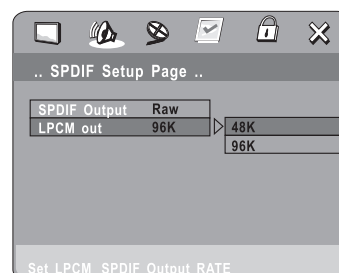 .. SPDIF Setup Page ..
SPDIF Output Raw
LPCM out 96K 48K
96K
Set LPCM SPDIF Output RATE